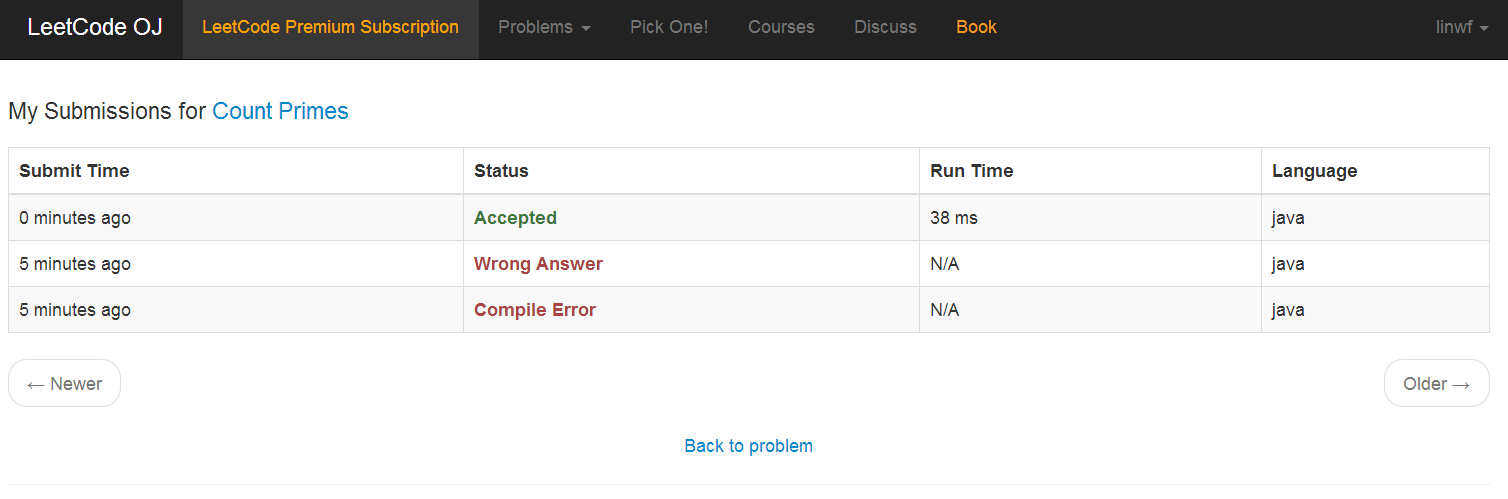 LeetCode OJ LeetCode Premium Subscription Problems Pick One! Courses Discuss Book linwf
My Submissions for Count Primes
Submit Time Status Run Time Language
0 minutes ago Accepted 38 ms java
5 minutes ago Wrong Answer N/A java
5 minutes ago Compile Error N/A java
← Newer Older →
Back to problem